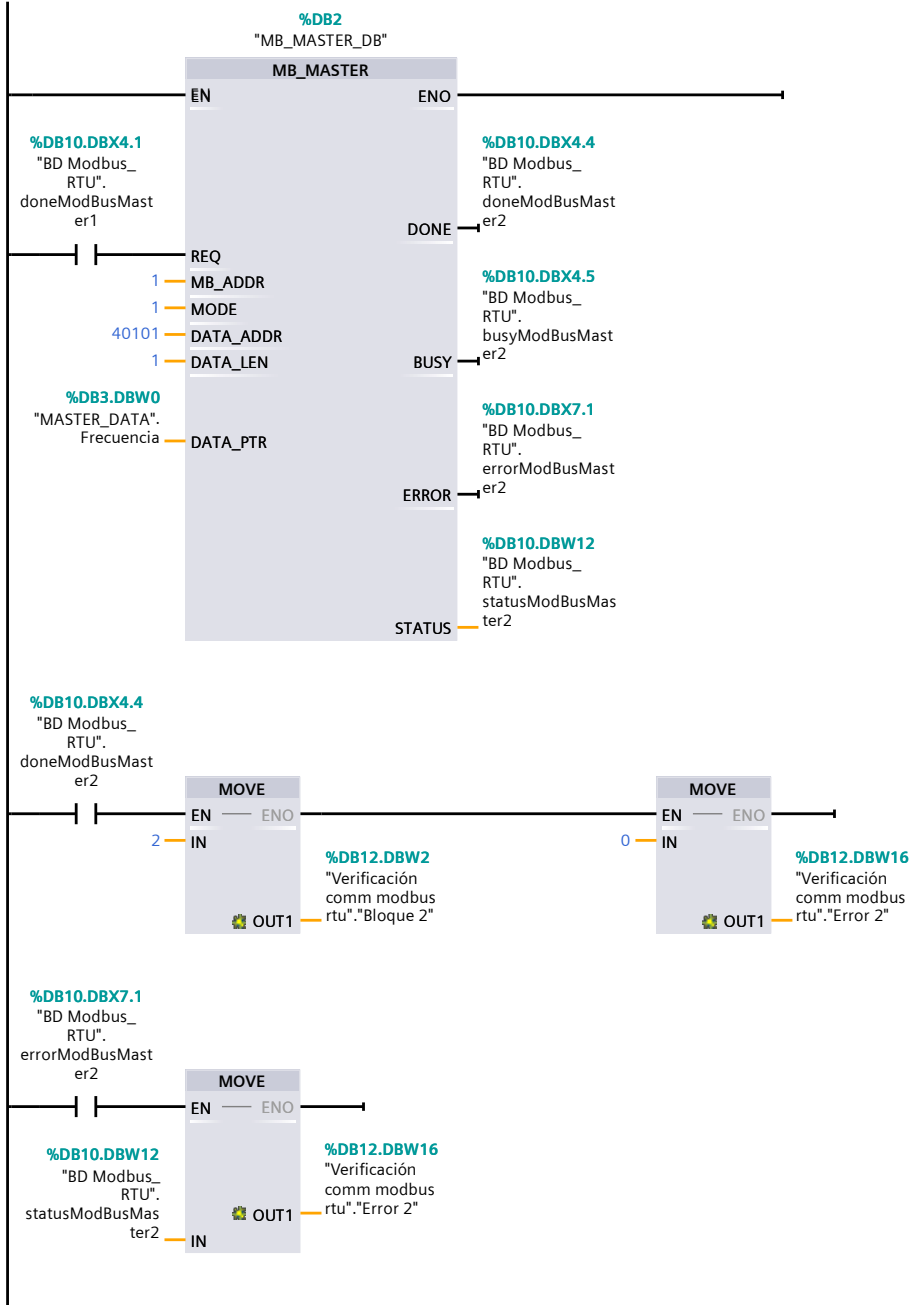 %DB2
"MB_MASTER_DB"
MB_MASTER
EN
ENO
%DB10.DBX4.1
"BD Modbus_
RTU".
doneModBusMast
er1
REQ
%DB10.DBX4.4
"BD Modbus_
RTU".
doneModBusMast
er2
DONE
1
MB_ADDR
1
MODE
40101
DATA_ADDR
1
DATA_LEN
%DB10.DBX4.5
"BD Modbus_
RTU".
busyModBusMast
er2
BUSY
%DB3.DBW0
"MASTER_DATA".
Frecuencia
DATA_PTR
%DB10.DBX7.1
"BD Modbus_
RTU".
errorModBusMast
er2
ERROR
%DB10.DBW12
"BD Modbus_
RTU".
statusModBusMas
ter2
STATUS
%DB10.DBX4.4
"BD Modbus_
RTU".
doneModBusMast
er2
MOVE
EN
ENO
2
IN
%DB12.DBW2
"Verificación
comm modbus
rtu"."Bloque 2"
OUT1
MOVE
EN
ENO
0
IN
%DB12.DBW16
"Verificación
comm modbus
rtu"."Error 2"
OUT1
%DB10.DBX7.1
"BD Modbus_
RTU".
errorModBusMast
er2
MOVE
EN
ENO
%DB10.DBW12
"BD Modbus_
RTU".
statusModBusMas
ter2
IN
%DB12.DBW16
"Verificación
comm modbus
rtu"."Error 2"
OUT1